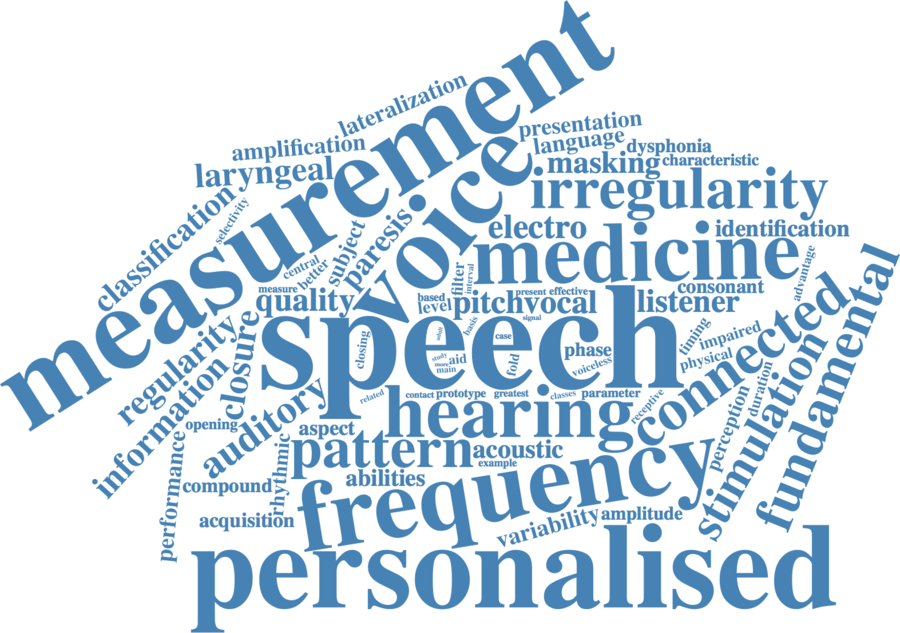 measurement
lateralization
amplification
laryngeal
presentation
language
dysphonia
masking
characteristic
classification
selectivity
voice
irregularity
subject
paresis
electro
medicine
identification
central
better
measure
quality
filter
interval
based
level
pitch
present
effective
vocal
consonant
listener
advantage
fundamental
regularity
closure
speech
signal
basis
case
closing
study
more
aid
main
fold
phase
voiceless
timing
impaired
physical
connected
information
auditory
related
contact
prototype
greatest
classes
parameter
receptive
hearing
opening
aspect
pattern
acoustic
example
perception
duration
stimulation
performance
compound
rhythmic
abilities
frequency
acquisition
variability
amplitude
personalised